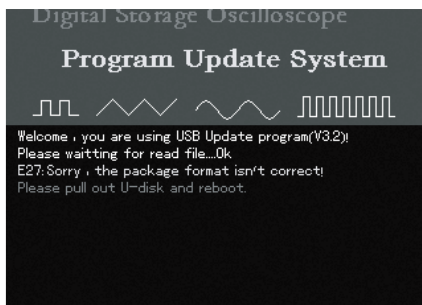 Digital Storage Oscilloscope
Program Update System
Welcome , you are using USB Update program(V3.2)!
Please waitting for read file....Ok
E27:Sorry , the package format isn't correct!
Please pull out U-disk and reboot.